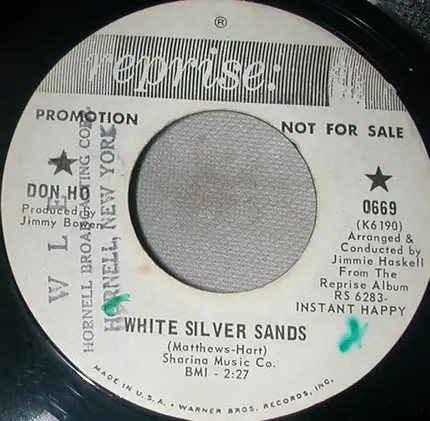 ®
reprise:
PROMOTION
NOT FOR SALE
DON HO
Produced by
Jimmy Bowen
0669
(K6190)
Arranged &
Conducted by
Jimmie Haskell
From The
Reprise Album
RS 6283-
INSTANT HAPPY
W L E
HORNELL BROADCASTING CORP.
HORNELL, NEW YORK
WHITE SILVER SANDS
(Matthews-Hart)
Sharina Music Co.
BMI - 2:27
MADE IN U.S.A. • WARNER BROS. RECORDS, INC.